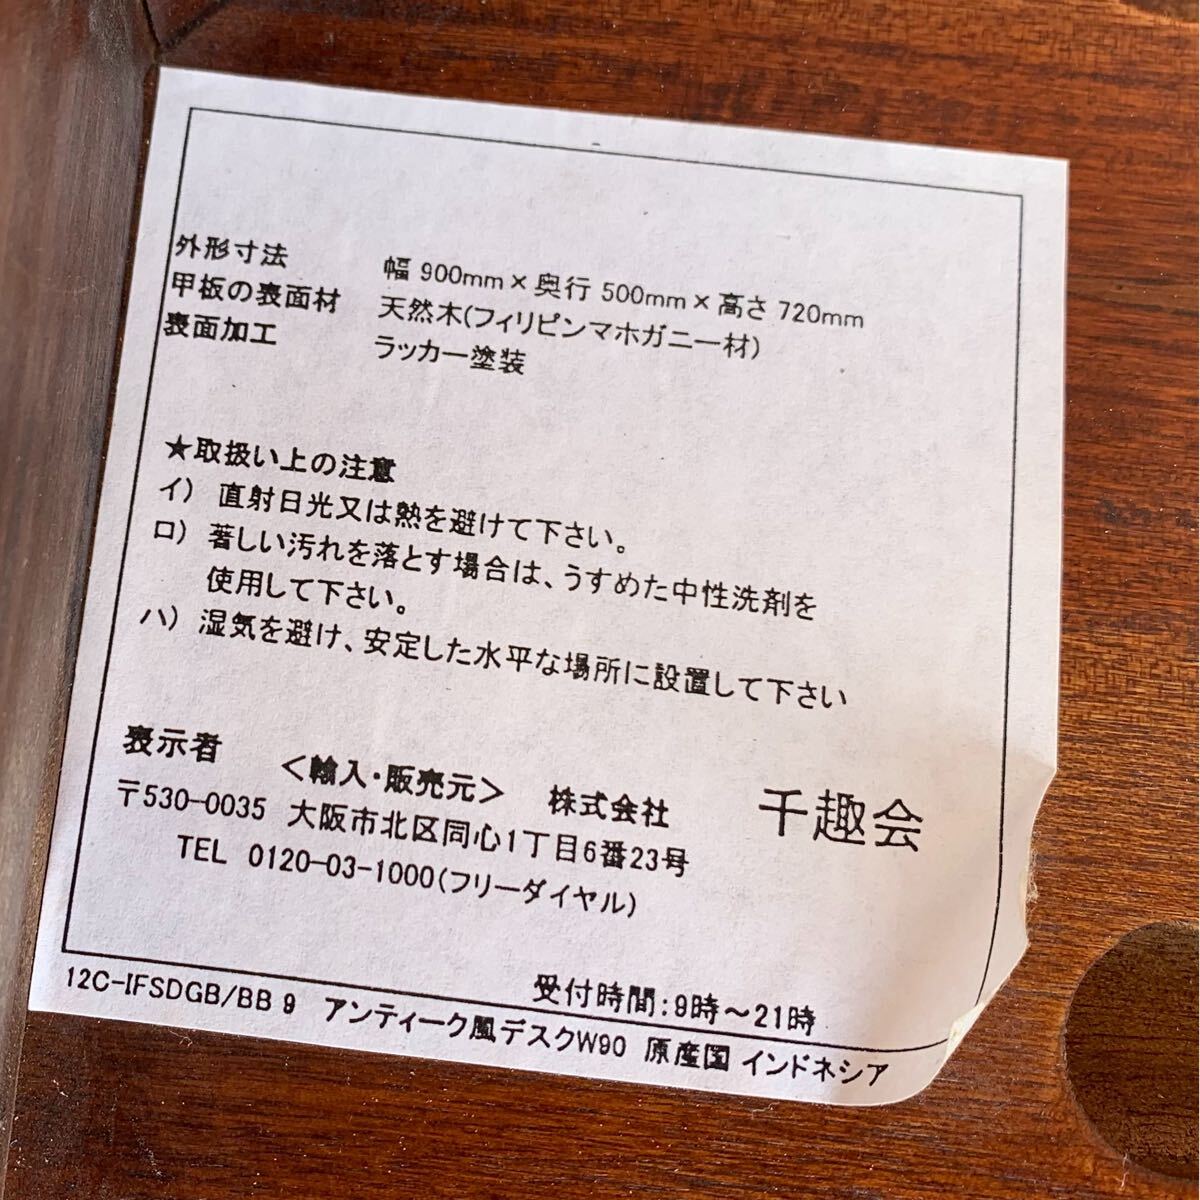 外形寸法 幅 900mm×奥行 500mm×高さ 720mm
甲板の表面材 天然木(フィリピンマホガニー材)
表面加工 ラッカー塗装
★取扱い上の注意
イ) 直射日光又は熱を避けて下さい。
ロ) 著しい汚れを落とす場合は、うすめた中性洗剤を
使用して下さい。
ハ) 湿気を避け、安定した水平な場所に設置して下さい
表示者 <輸入・販売元> 株式会社 千趣会
〒530-0035 大阪市北区同心1丁目6番23号
TEL 0120-03-1000(フリーダイヤル)
受付時間:9時～21時
12C-IFSDGB/BB 9 アンティーク風デスクW90 原産国 インドネシア